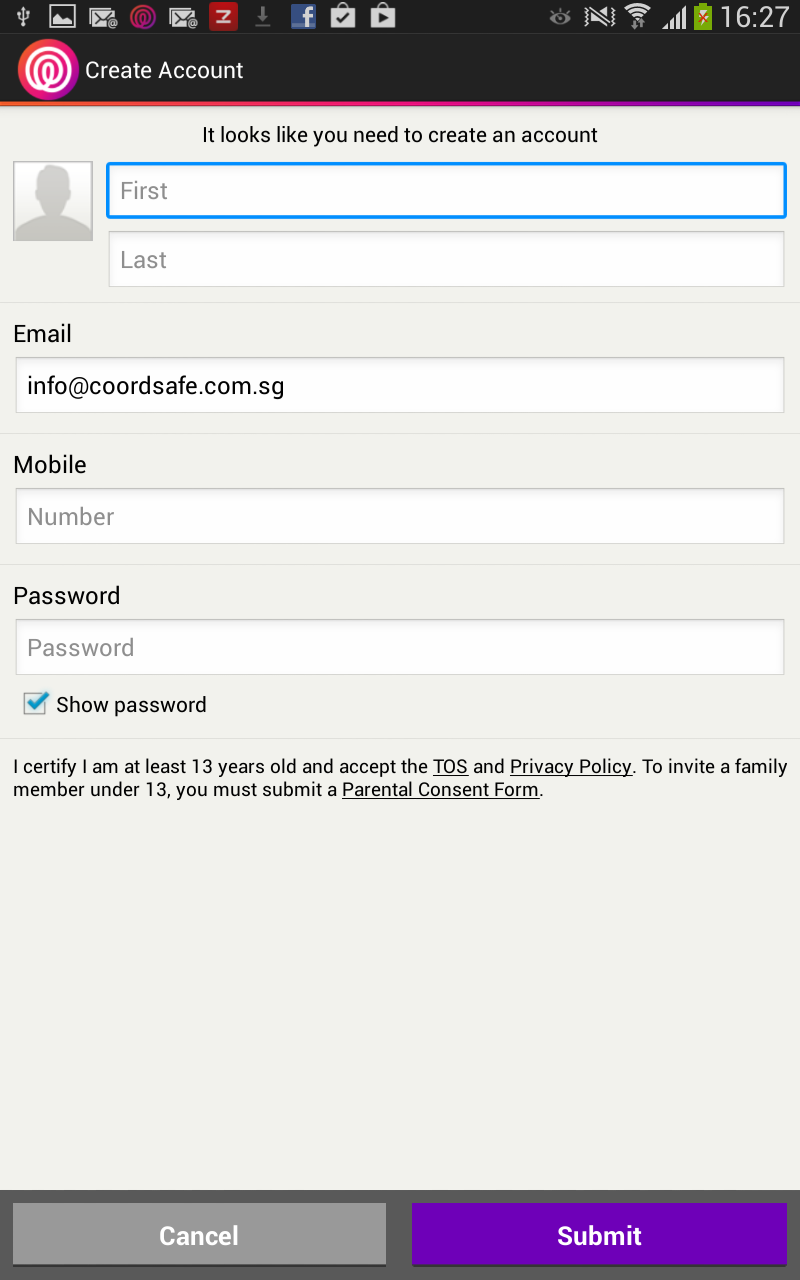 16:27
Create Account
It looks like you need to create an account
First
Last
Email
info@coordsafe.com.sg
Mobile
Number
Password
Password
Show password
I certify I am at least 13 years old and accept the TOS and Privacy Policy. To invite a family
member under 13, you must submit a Parental Consent Form.
Cancel
Submit